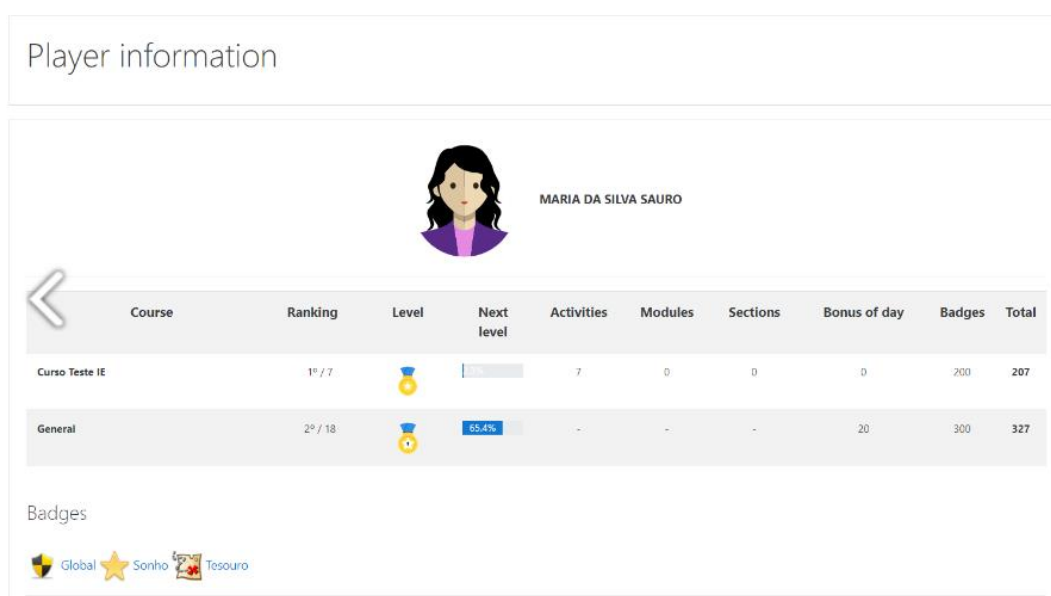 Player information
MARIA DA SILVA SAURO
Course Ranking Level Next level Activities Modules Sections Bonus of day Badges Total
Curso Teste IE 1º / 7 7 0 0 0 200 207
General 2º / 18 65.4% - - - 20 300 327
Badges
Global Sonho Tesouro